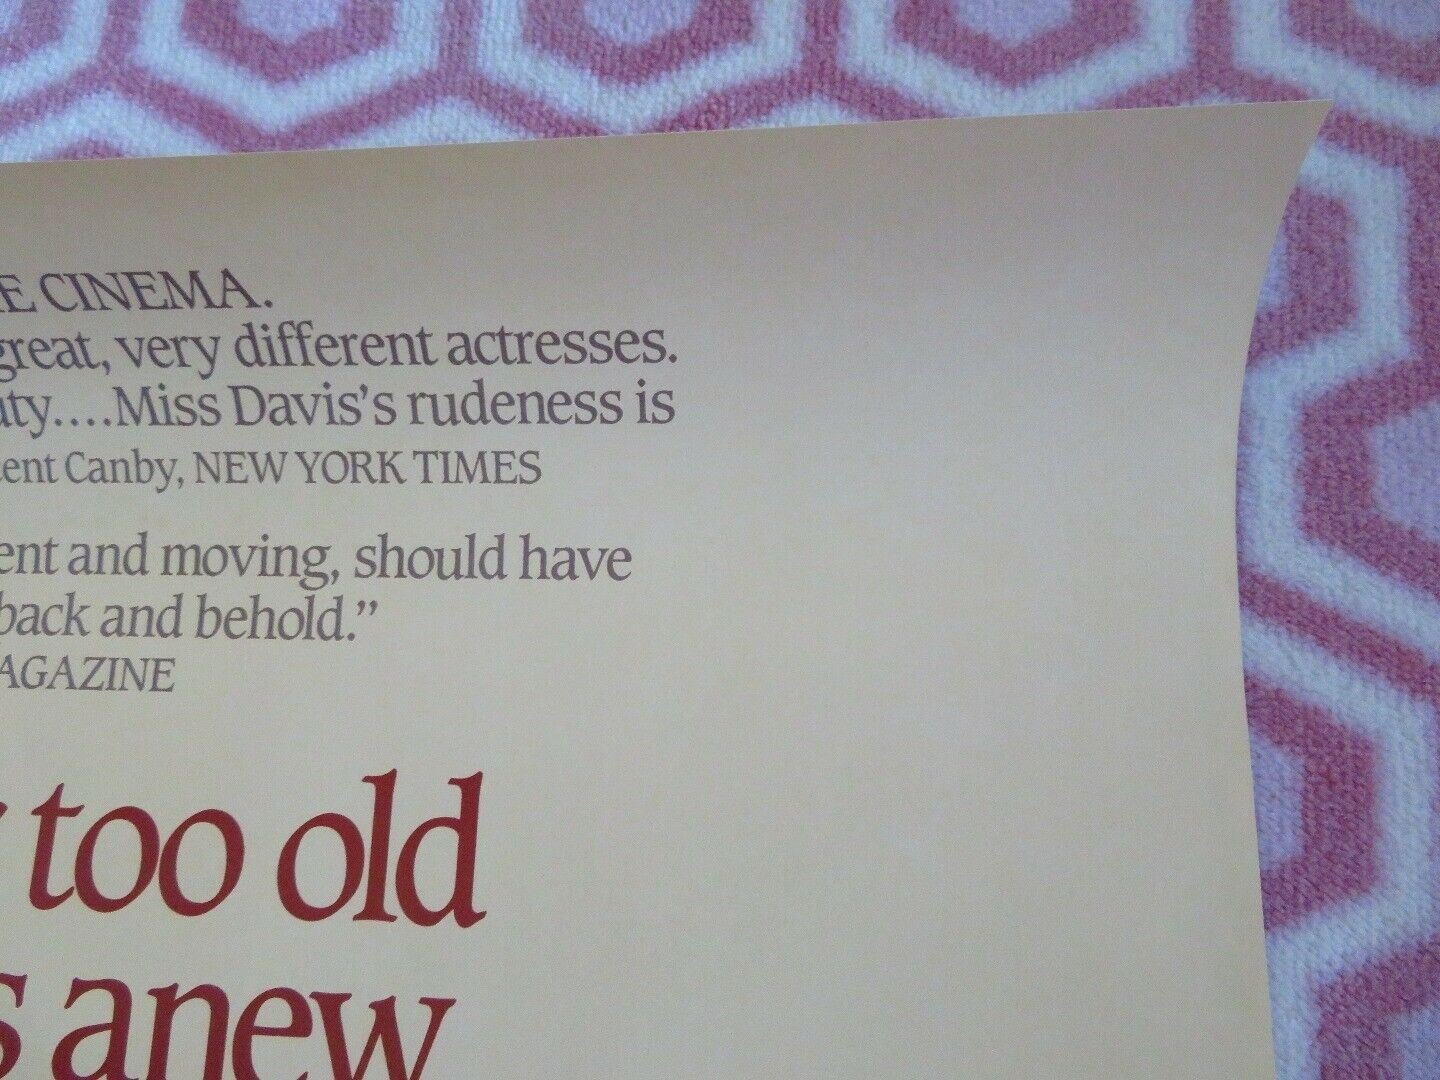 E CINEMA.
great, very different actresses.
uty....Miss Davis's rudeness is
ent Canby, NEW YORK TIMES
ent and moving, should have
back and behold.”
AGAZINE
too old
s anew